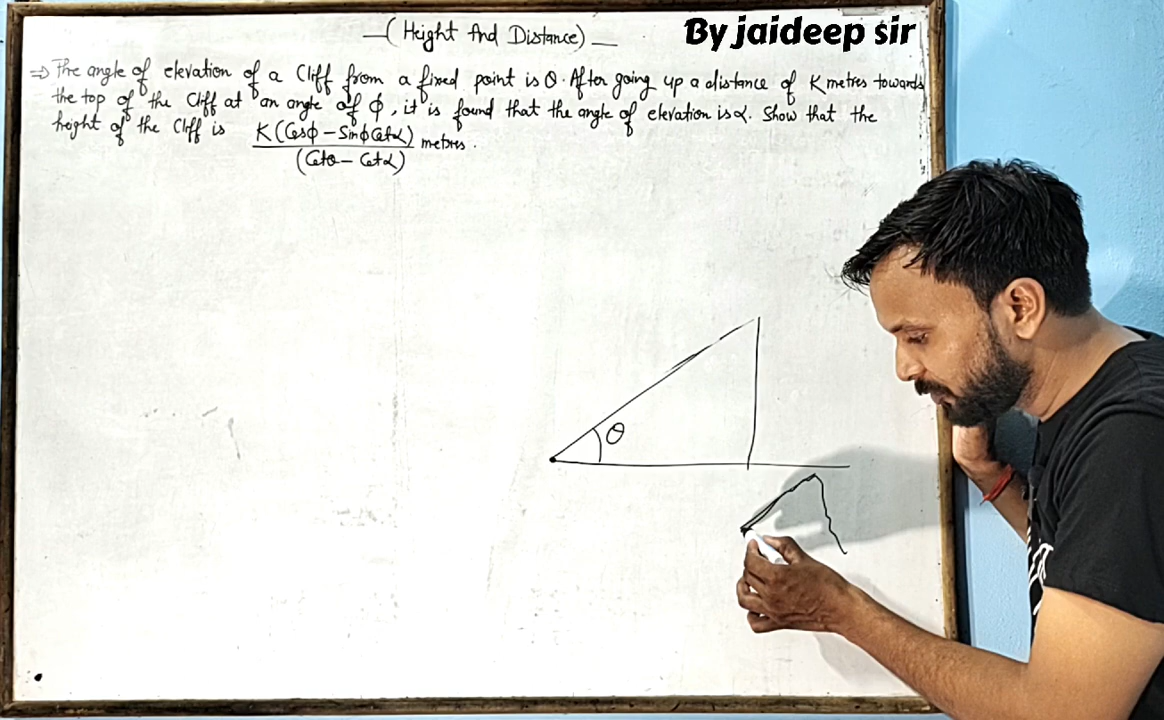 (Height And Distance)
By jaideep sir
⇒ The angle of elevation of a Cliff from a fixed point is θ. After going up a distance of K metres towards
the top of the Cliff at an angle of ϕ, it is found that the angle of elevation is α. Show that the
height of the Cliff is K(Cosϕ - Sinϕ Cotα) / (Cotθ - Cotα) metres.
θ